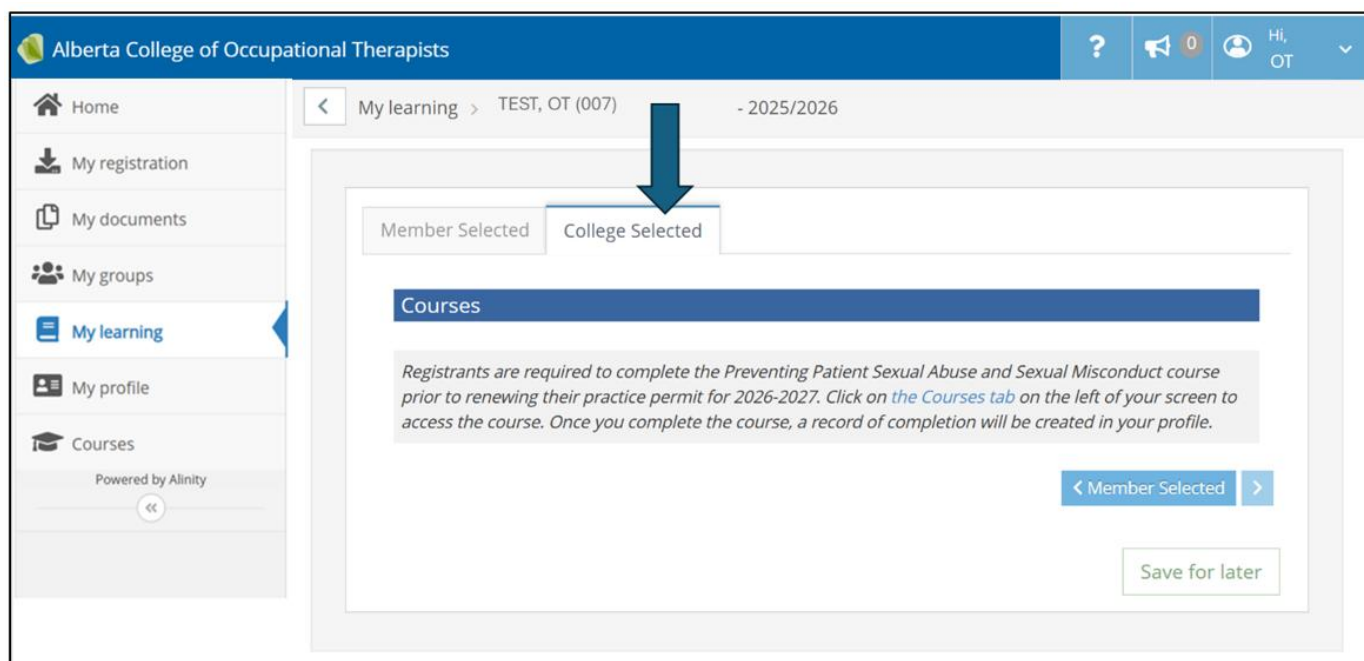 Alberta College of Occupational Therapists
?
0
Hi,
OT
Home
My registration
My documents
My groups
My learning
My profile
Courses
Powered by Alinity
My learning > TEST, OT (007) - 2025/2026
Member Selected
College Selected
Courses
Registrants are required to complete the Preventing Patient Sexual Abuse and Sexual Misconduct course
prior to renewing their practice permit for 2026-2027. Click on the Courses tab on the left of your screen to
access the course. Once you complete the course, a record of completion will be created in your profile.
< Member Selected
>
Save for later